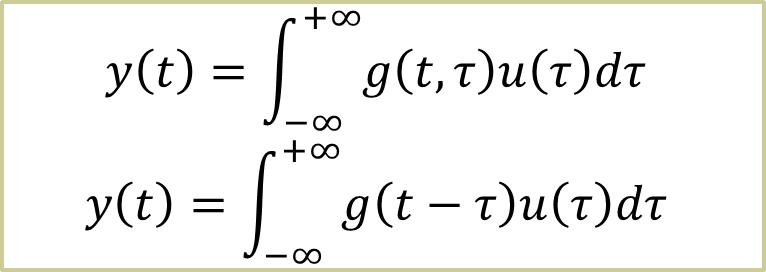 y(t) = ∫_{−∞}^{+∞} g(t, τ)u(τ)dτ
y(t) = ∫_{−∞}^{+∞} g(t − τ)u(τ)dτ